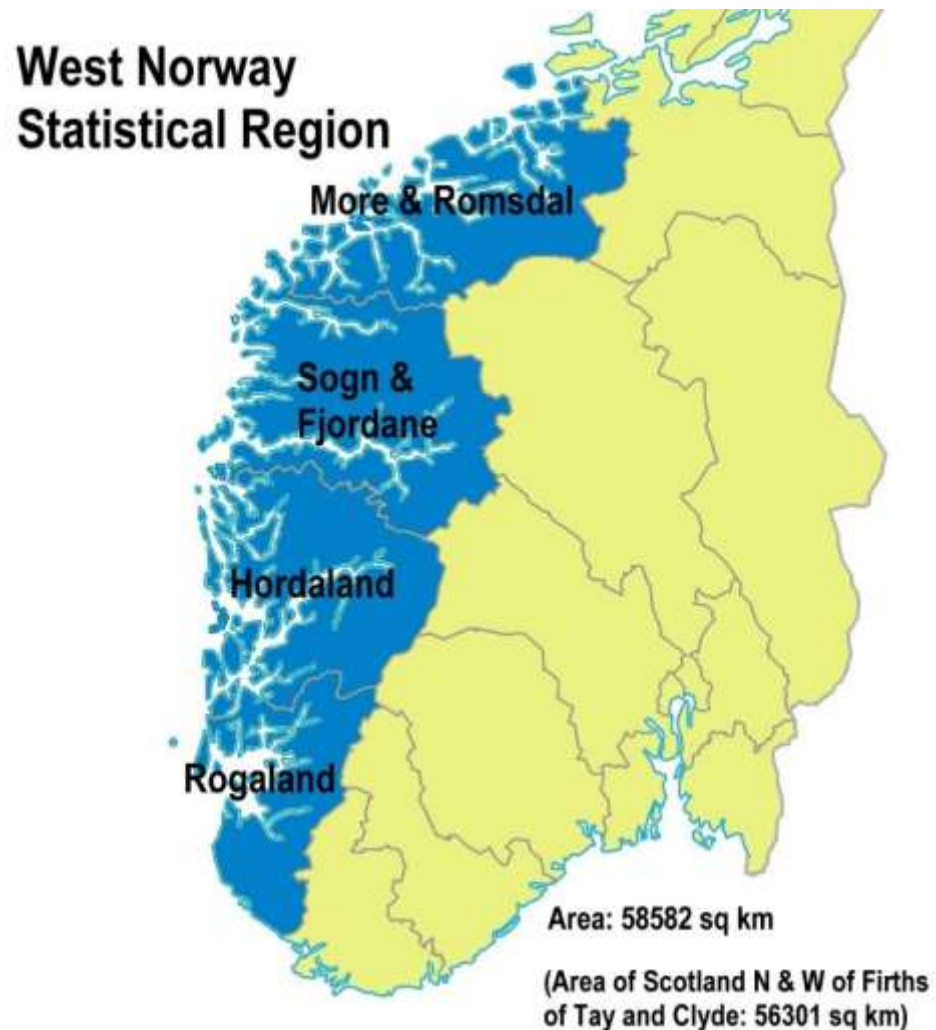 West Norway
Statistical Region
More & Romsdal
Sogn &
Fjordane
Hordaland
Rogaland
Area: 58582 sq km
(Area of Scotland N & W of Firths
of Tay and Clyde: 56301 sq km)